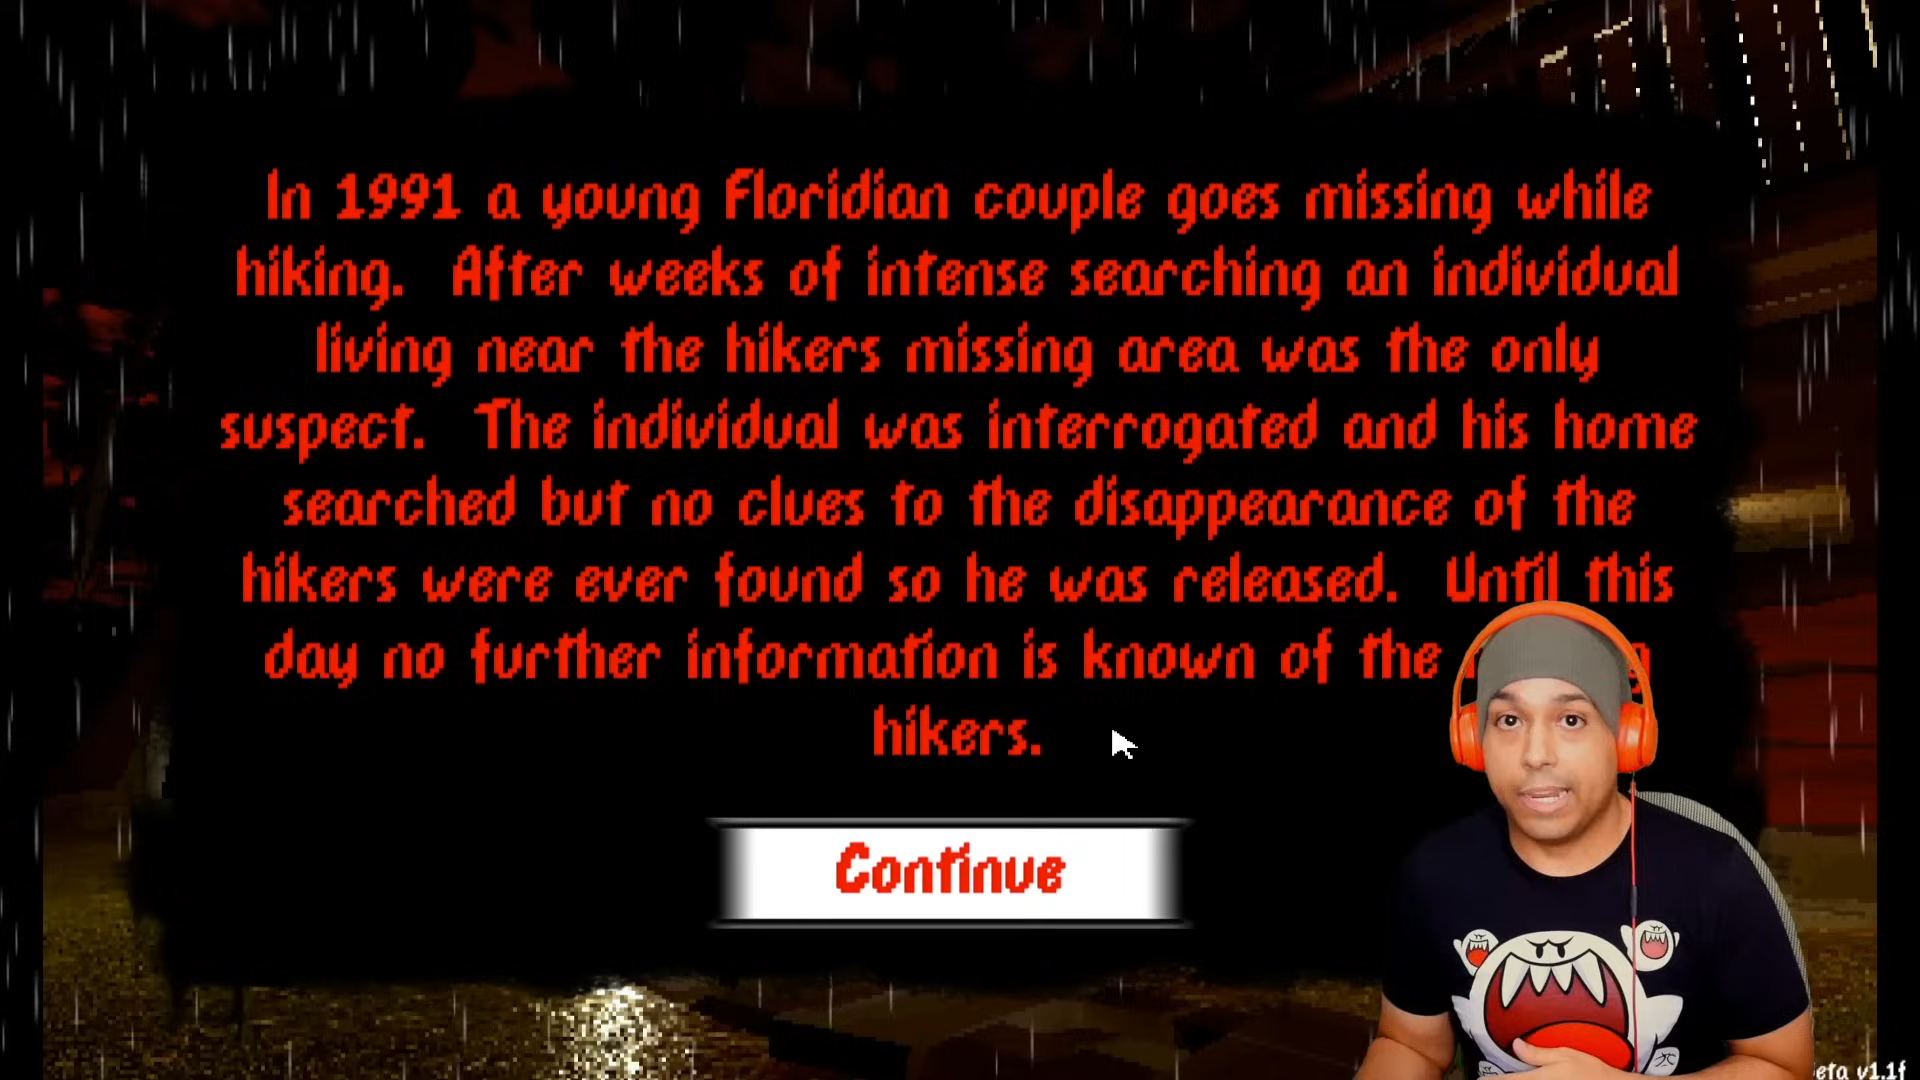 In 1991 a young Floridian couple goes missing while
hiking.  After weeks of intense searching an individual
living near the hikers missing area was the only
suspect.  The individual was interrogated and his home
searched but no clues to the disappearance of the
hikers were ever found so he was released.  Until this
day no further information is known of the
hikers.
Continue
v1.1f